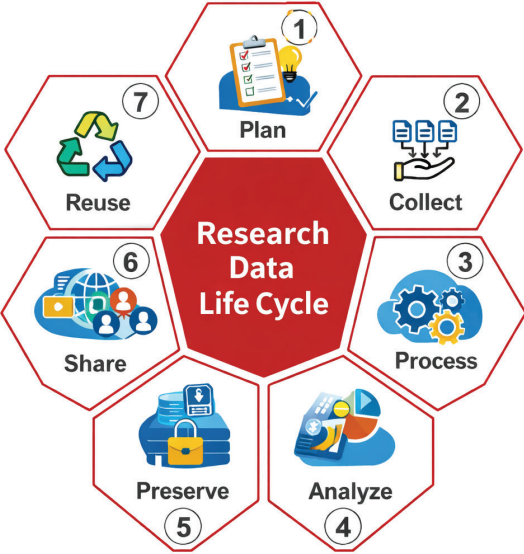 Research
Data
Life Cycle
1
Plan
2
Collect
3
Process
Analyze
4
Preserve
5
6
Share
7
Reuse